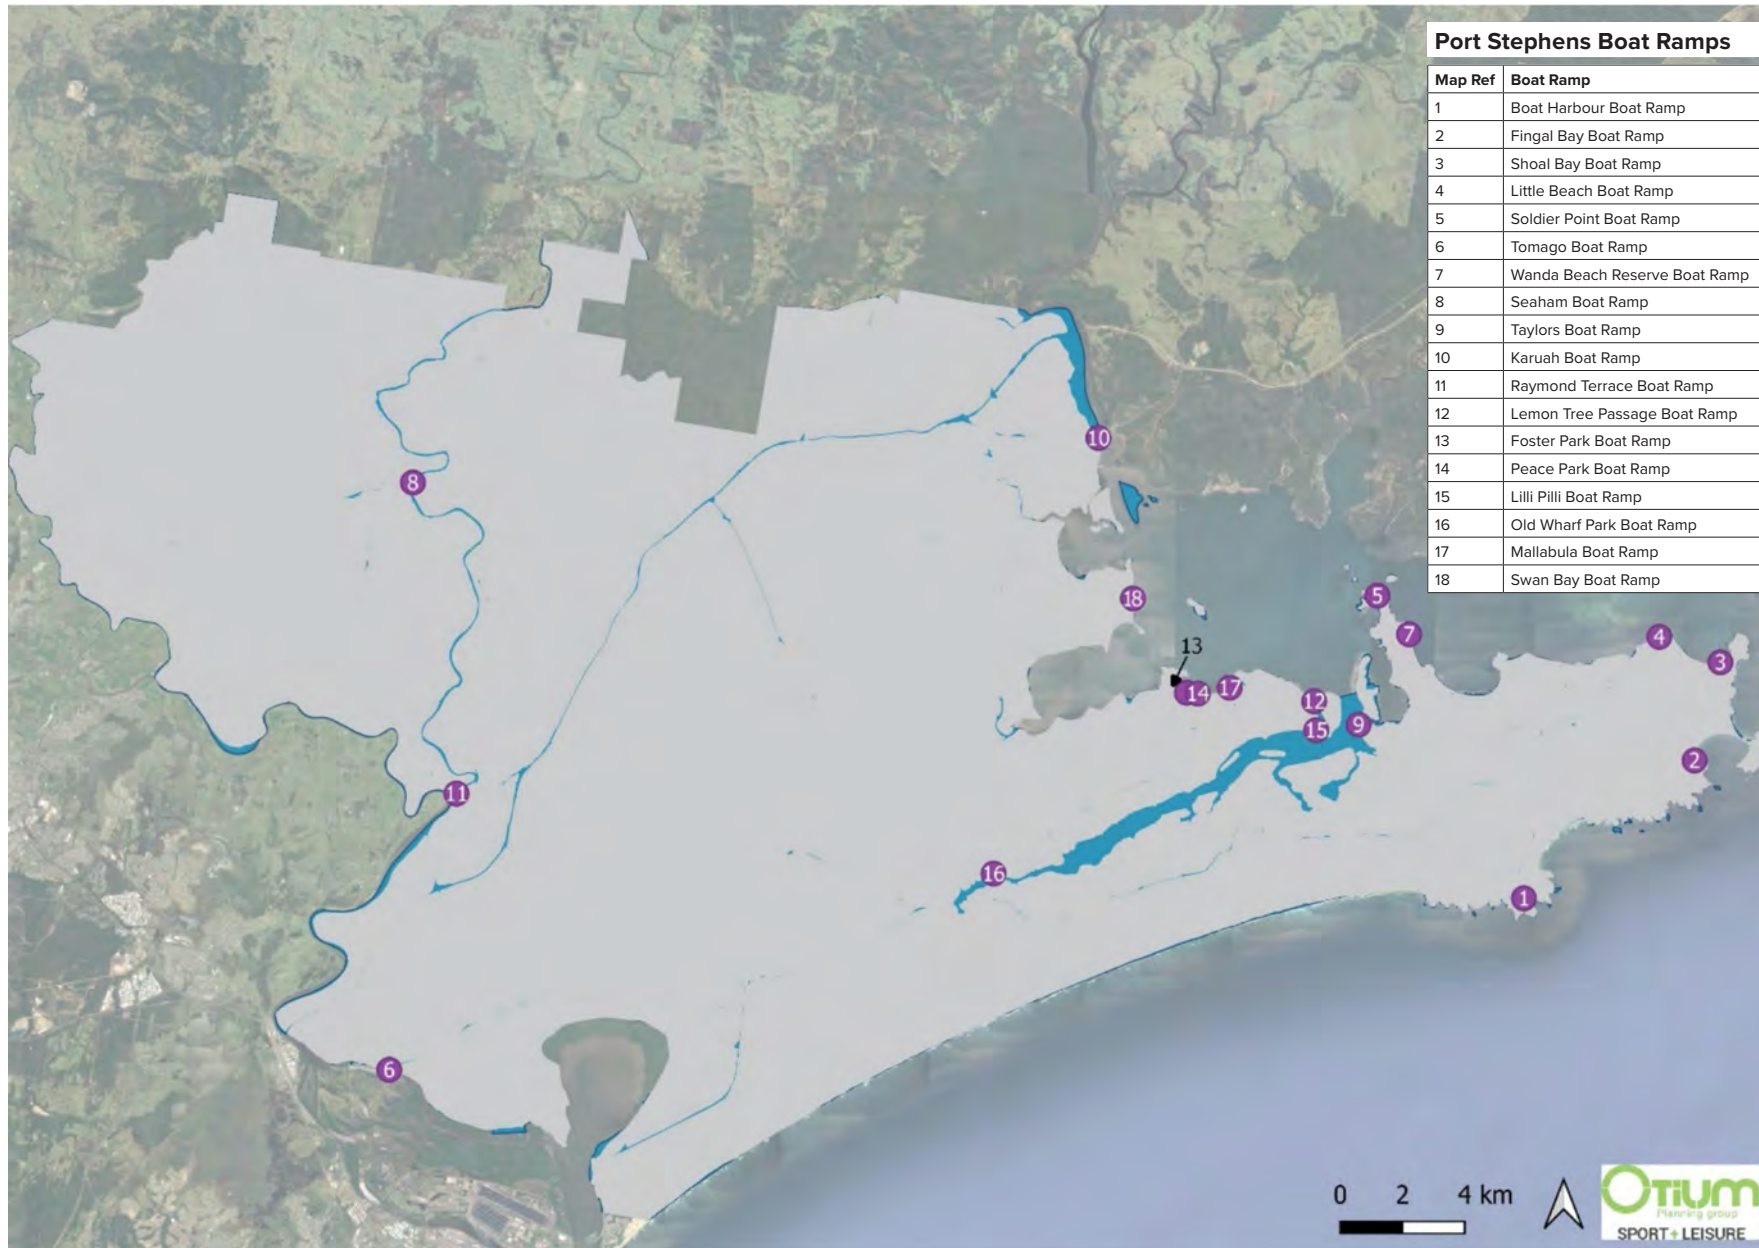 Port Stephens Boat Ramps
Map Ref Boat Ramp
1 Boat Harbour Boat Ramp
2 Fingal Bay Boat Ramp
3 Shoal Bay Boat Ramp
4 Little Beach Boat Ramp
5 Soldier Point Boat Ramp
6 Tomago Boat Ramp
7 Wanda Beach Reserve Boat Ramp
8 Seaham Boat Ramp
9 Taylors Boat Ramp
10 Karuah Boat Ramp
11 Raymond Terrace Boat Ramp
12 Lemon Tree Passage Boat Ramp
13 Foster Park Boat Ramp
14 Peace Park Boat Ramp
15 Lilli Pilli Boat Ramp
16 Old Wharf Park Boat Ramp
17 Mallabula Boat Ramp
18 Swan Bay Boat Ramp
10
8
18
5
7
4
13
3
14
17
12
15
9
2
11
16
1
6
0 2 4 km
OTiUM
Planning group
SPORT + LEISURE